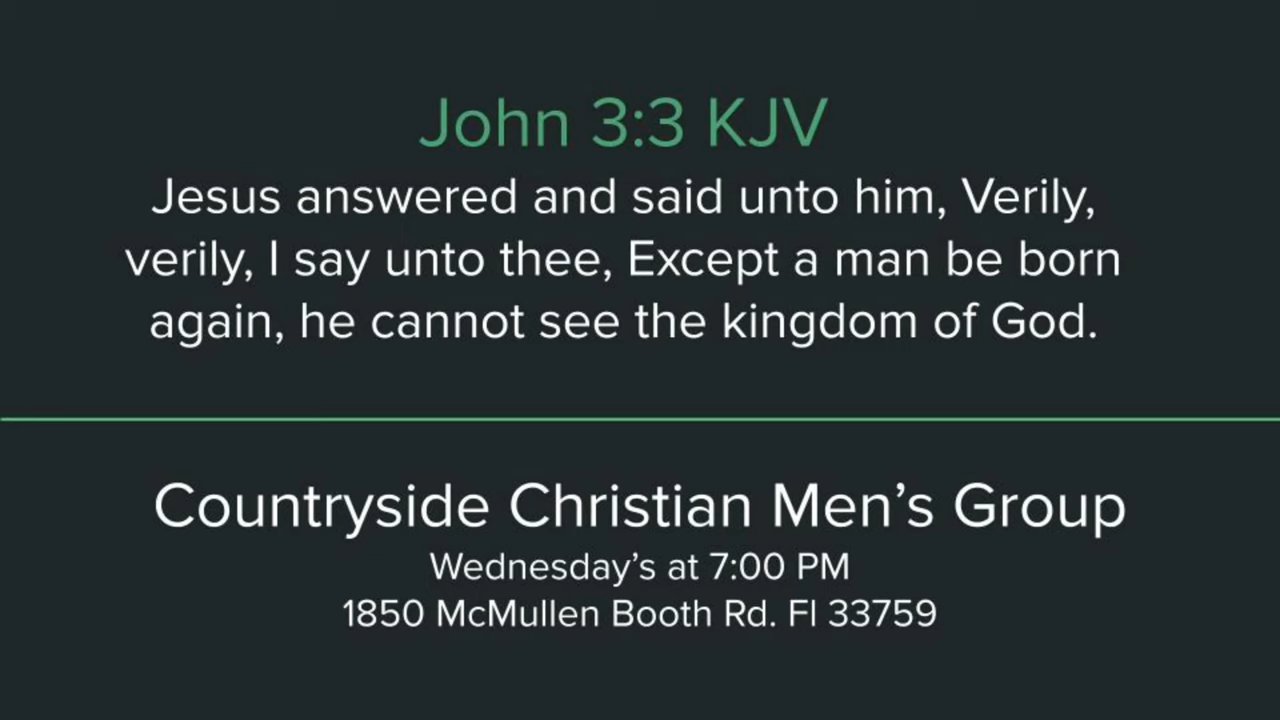 John 3:3 KJV
Jesus answered and said unto him, Verily,
verily, I say unto thee, Except a man be born
again, he cannot see the kingdom of God.
Countryside Christian Men’s Group
Wednesday’s at 7:00 PM
1850 McMullen Booth Rd. Fl 33759